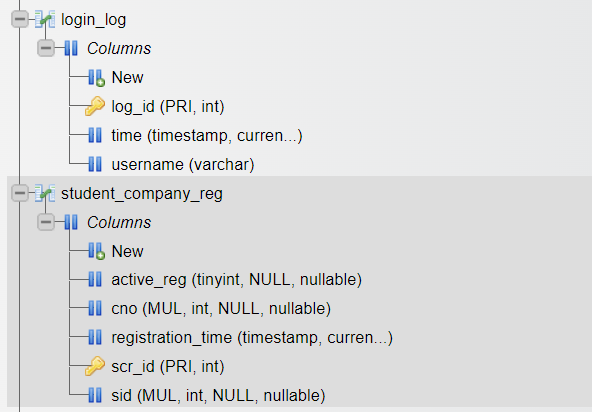 login_log
Columns
New
log_id (PRI, int)
time (timestamp, curren...)
username (varchar)
student_company_reg
Columns
New
active_reg (tinyint, NULL, nullable)
cno (MUL, int, NULL, nullable)
registration_time (timestamp, curren...)
scr_id (PRI, int)
sid (MUL, int, NULL, nullable)